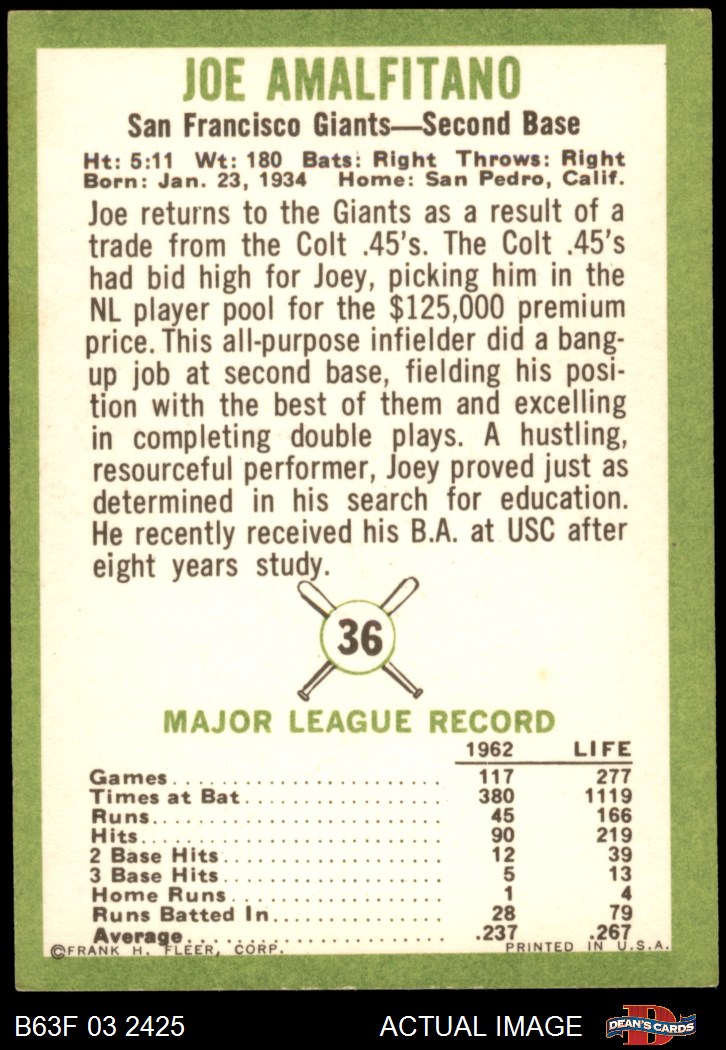 JOE AMALFITANO
San Francisco Giants—Second Base
Ht: 5:11 Wt: 180 Bats: Right Throws: Right
Born: Jan. 23, 1934 Home: San Pedro, Calif.
Joe returns to the Giants as a result of a
trade from the Colt .45's. The Colt .45's
had bid high for Joey, picking him in the
NL player pool for the $125,000 premium
price. This all-purpose infielder did a bang-
up job at second base, fielding his posi-
tion with the best of them and excelling
in completing double plays. A hustling,
resourceful performer, Joey proved just as
determined in his search for education.
He recently received his B.A. at USC after
eight years study.
36
MAJOR LEAGUE RECORD
1962 LIFE
Games........................ 117 277
Times at Bat.................. 380 1119
Runs.......................... 45 166
Hits........................... 90 219
2 Base Hits.................... 12 39
3 Base Hits.................... 5 13
Home Runs................... 1 4
Runs Batted In............... 28 79
Average....................... .237 .267
©FRANK H. FLEER, CORP. PRINTED IN U.S.A.
B63F 03 2425 ACTUAL IMAGE D DEAN'S CARDS